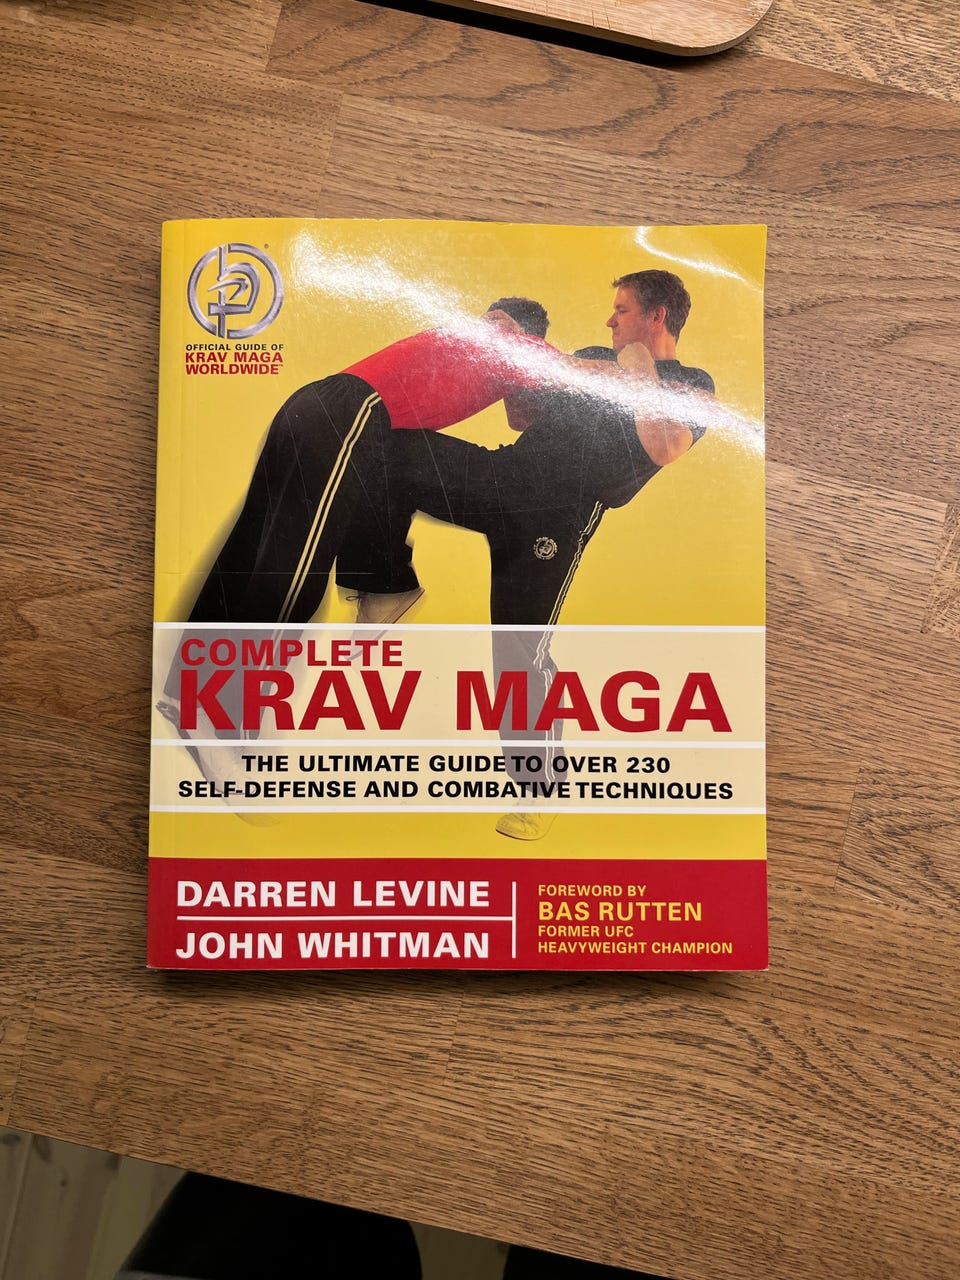 OFFICIAL GUIDE OF
KRAV MAGA
WORLDWIDE™
COMPLETE
KRAV MAGA
THE ULTIMATE GUIDE TO OVER 230
SELF-DEFENSE AND COMBATIVE TECHNIQUES
DARREN LEVINE
JOHN WHITMAN
FOREWORD BY
BAS RUTTEN
FORMER UFC
HEAVYWEIGHT CHAMPION